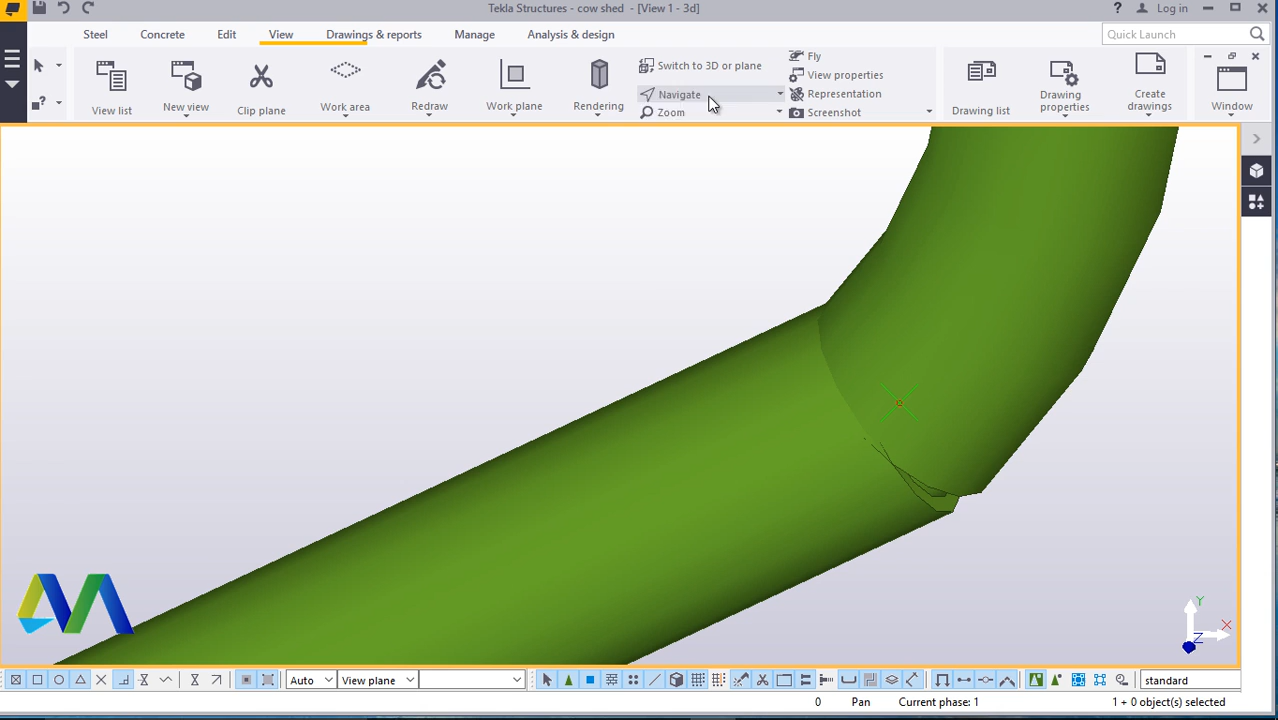 Tekla Structures - cow shed - [View 1 - 3d]
? Log in
Steel Concrete Edit View Drawings & reports Manage Analysis & design Quick Launch
View list
New view
Clip plane
Work area
Redraw
Work plane
Rendering
Switch to 3D or plane
Navigate
Zoom
Fly
View properties
Representation
Screenshot
Drawing list
Drawing properties
Create drawings
Window
Y
X
Z
Auto View plane standard
0 Pan Current phase: 1 1 + 0 object(s) selected